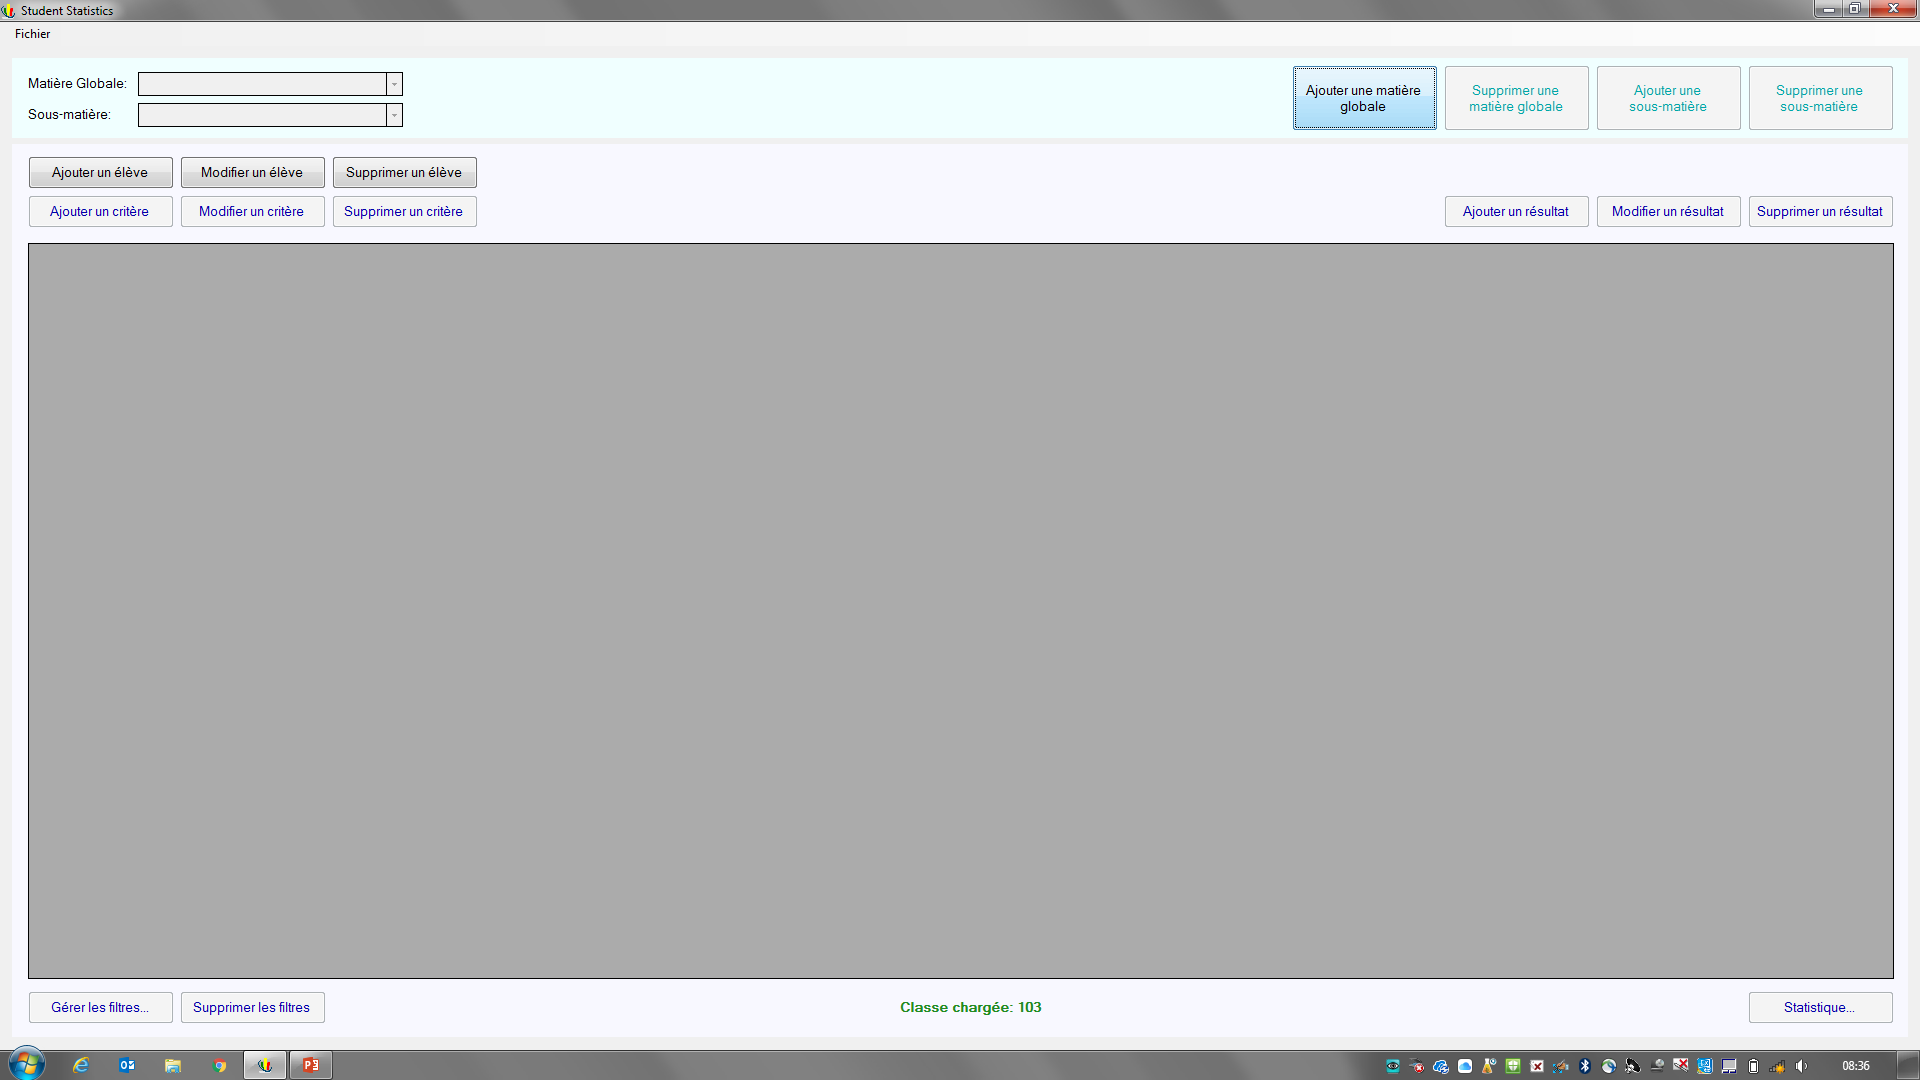 Student Statistics
Fichier
Matière Globale:
Sous-matière:
Ajouter une matière
globale
Supprimer une
matière globale
Ajouter une
sous-matière
Supprimer une
sous-matière
Ajouter un élève
Modifier un élève
Supprimer un élève
Ajouter un critère
Modifier un critère
Supprimer un critère
Ajouter un résultat
Modifier un résultat
Supprimer un résultat
Gérer les filtres...
Supprimer les filtres
Classe chargée: 103
Statistique...
08:36